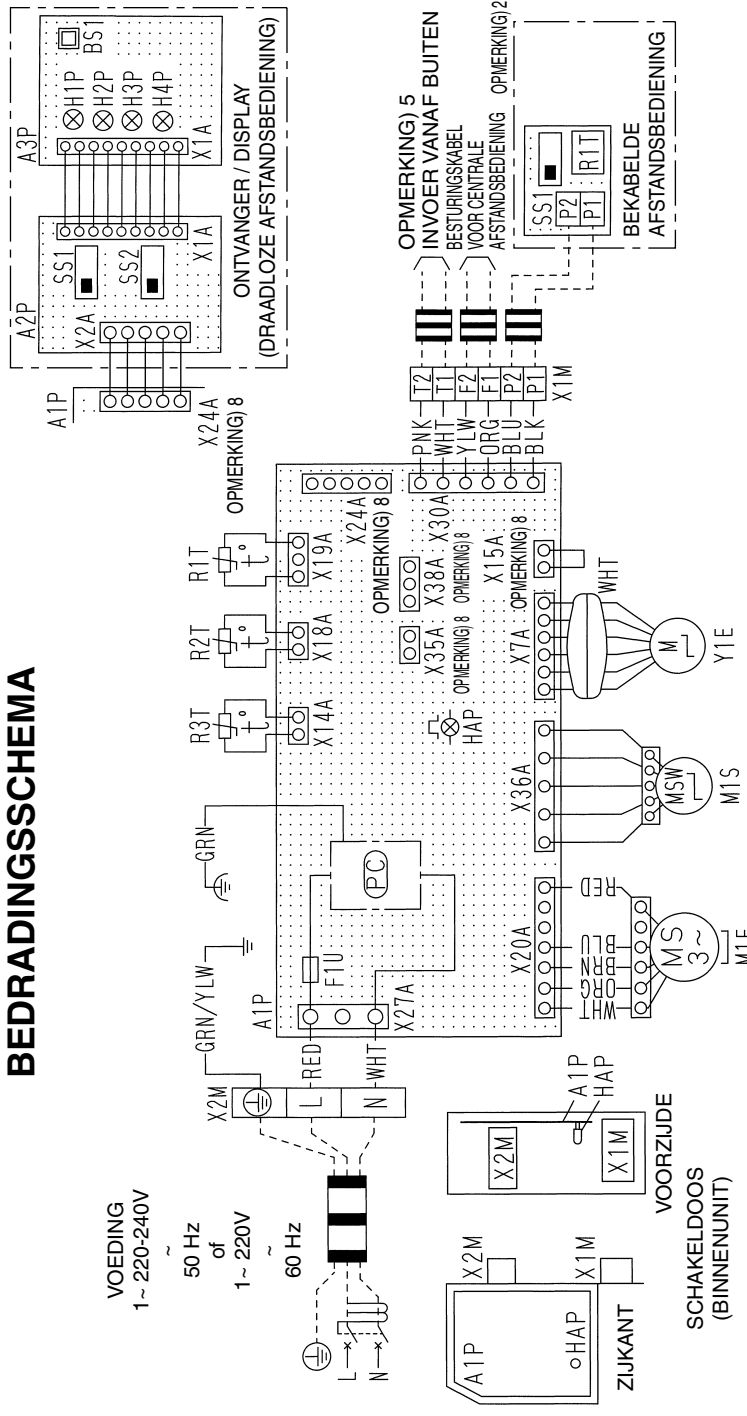 BEDRADINGSSCHEMA
VOEDING
1~ 220-240V
~
50 Hz
of
1~ 220V
~
60 Hz
L
N
X2M
L
N
GRN/YLW
RED
WHT
GRN
A1P
F1U
X27A
PC
R3T
t°
X14A
R2T
t°
X18A
R1T
t°
X19A
HAP
X35A
OPMERKING) 8
X38A
OPMERKING) 8
X24A
OPMERKING) 8
X30A
X15A
OPMERKING) 8
X20A
X36A
X7A
WHT
ORG
BRN
BLU
RED
MS
3~
M1F
MSW
M1S
WHT
M
Y1E
PNK
WHT
YLW
ORG
BLU
BLK
T2
T1
F2
F1
P2
P1
X1M
OPMERKING) 5
INVOER VANAF BUITEN
BESTURINGSKABEL
VOOR CENTRALE
AFSTANDSBEDIENING
OPMERKING) 2
SS1
P2
P1
R1T
BEKABELDE
AFSTANDSBEDIENING
A1P
X24A
OPMERKING) 8
A2P
X2A
SS1
SS2
X1A
A3P
BS1
H1P
H2P
H3P
H4P
X1A
ONTVANGER / DISPLAY
(DRAADLOZE AFSTANDSBEDIENING)
A1P
HAP
X2M
X1M
ZIJKANT
X2M
X1M
A1P
HAP
VOORZIJDE
SCHAKELDOOS
(BINNENUNIT)